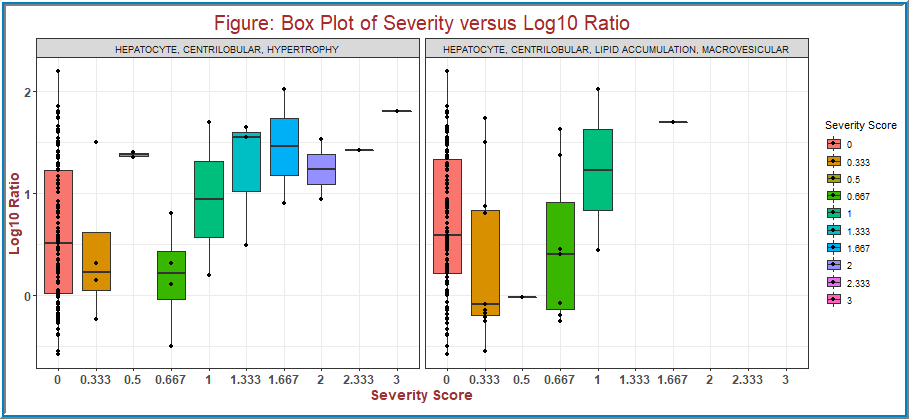 Figure: Box Plot of Severity versus Log10 Ratio
HEPATOCYTE, CENTRILOBULAR, HYPERTROPHY
HEPATOCYTE, CENTRILOBULAR, LIPID ACCUMULATION, MACROVESICULAR
Log10 Ratio
2
1
0
0 0.333 0.5 0.667 1 1.333 1.667 2 2.333 3
0 0.333 0.5 0.667 1 1.333 1.667 2 2.333 3
Severity Score
Severity Score
0
0.333
0.5
0.667
1
1.333
1.667
2
2.333
3